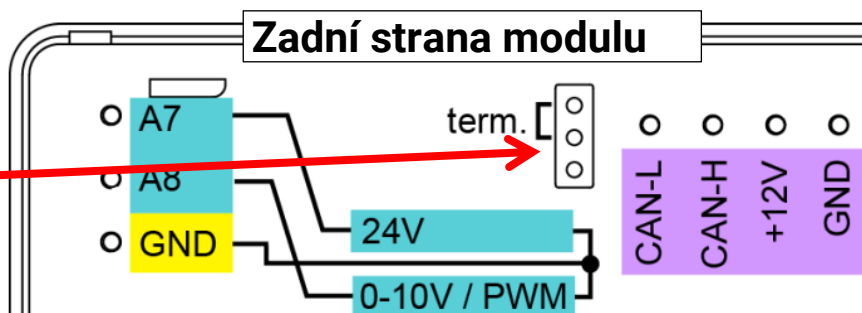 Zadní strana modulu
A7
term.
A8
24V
GND
0-10V / PWM
CAN-L
CAN-H
+12V
GND